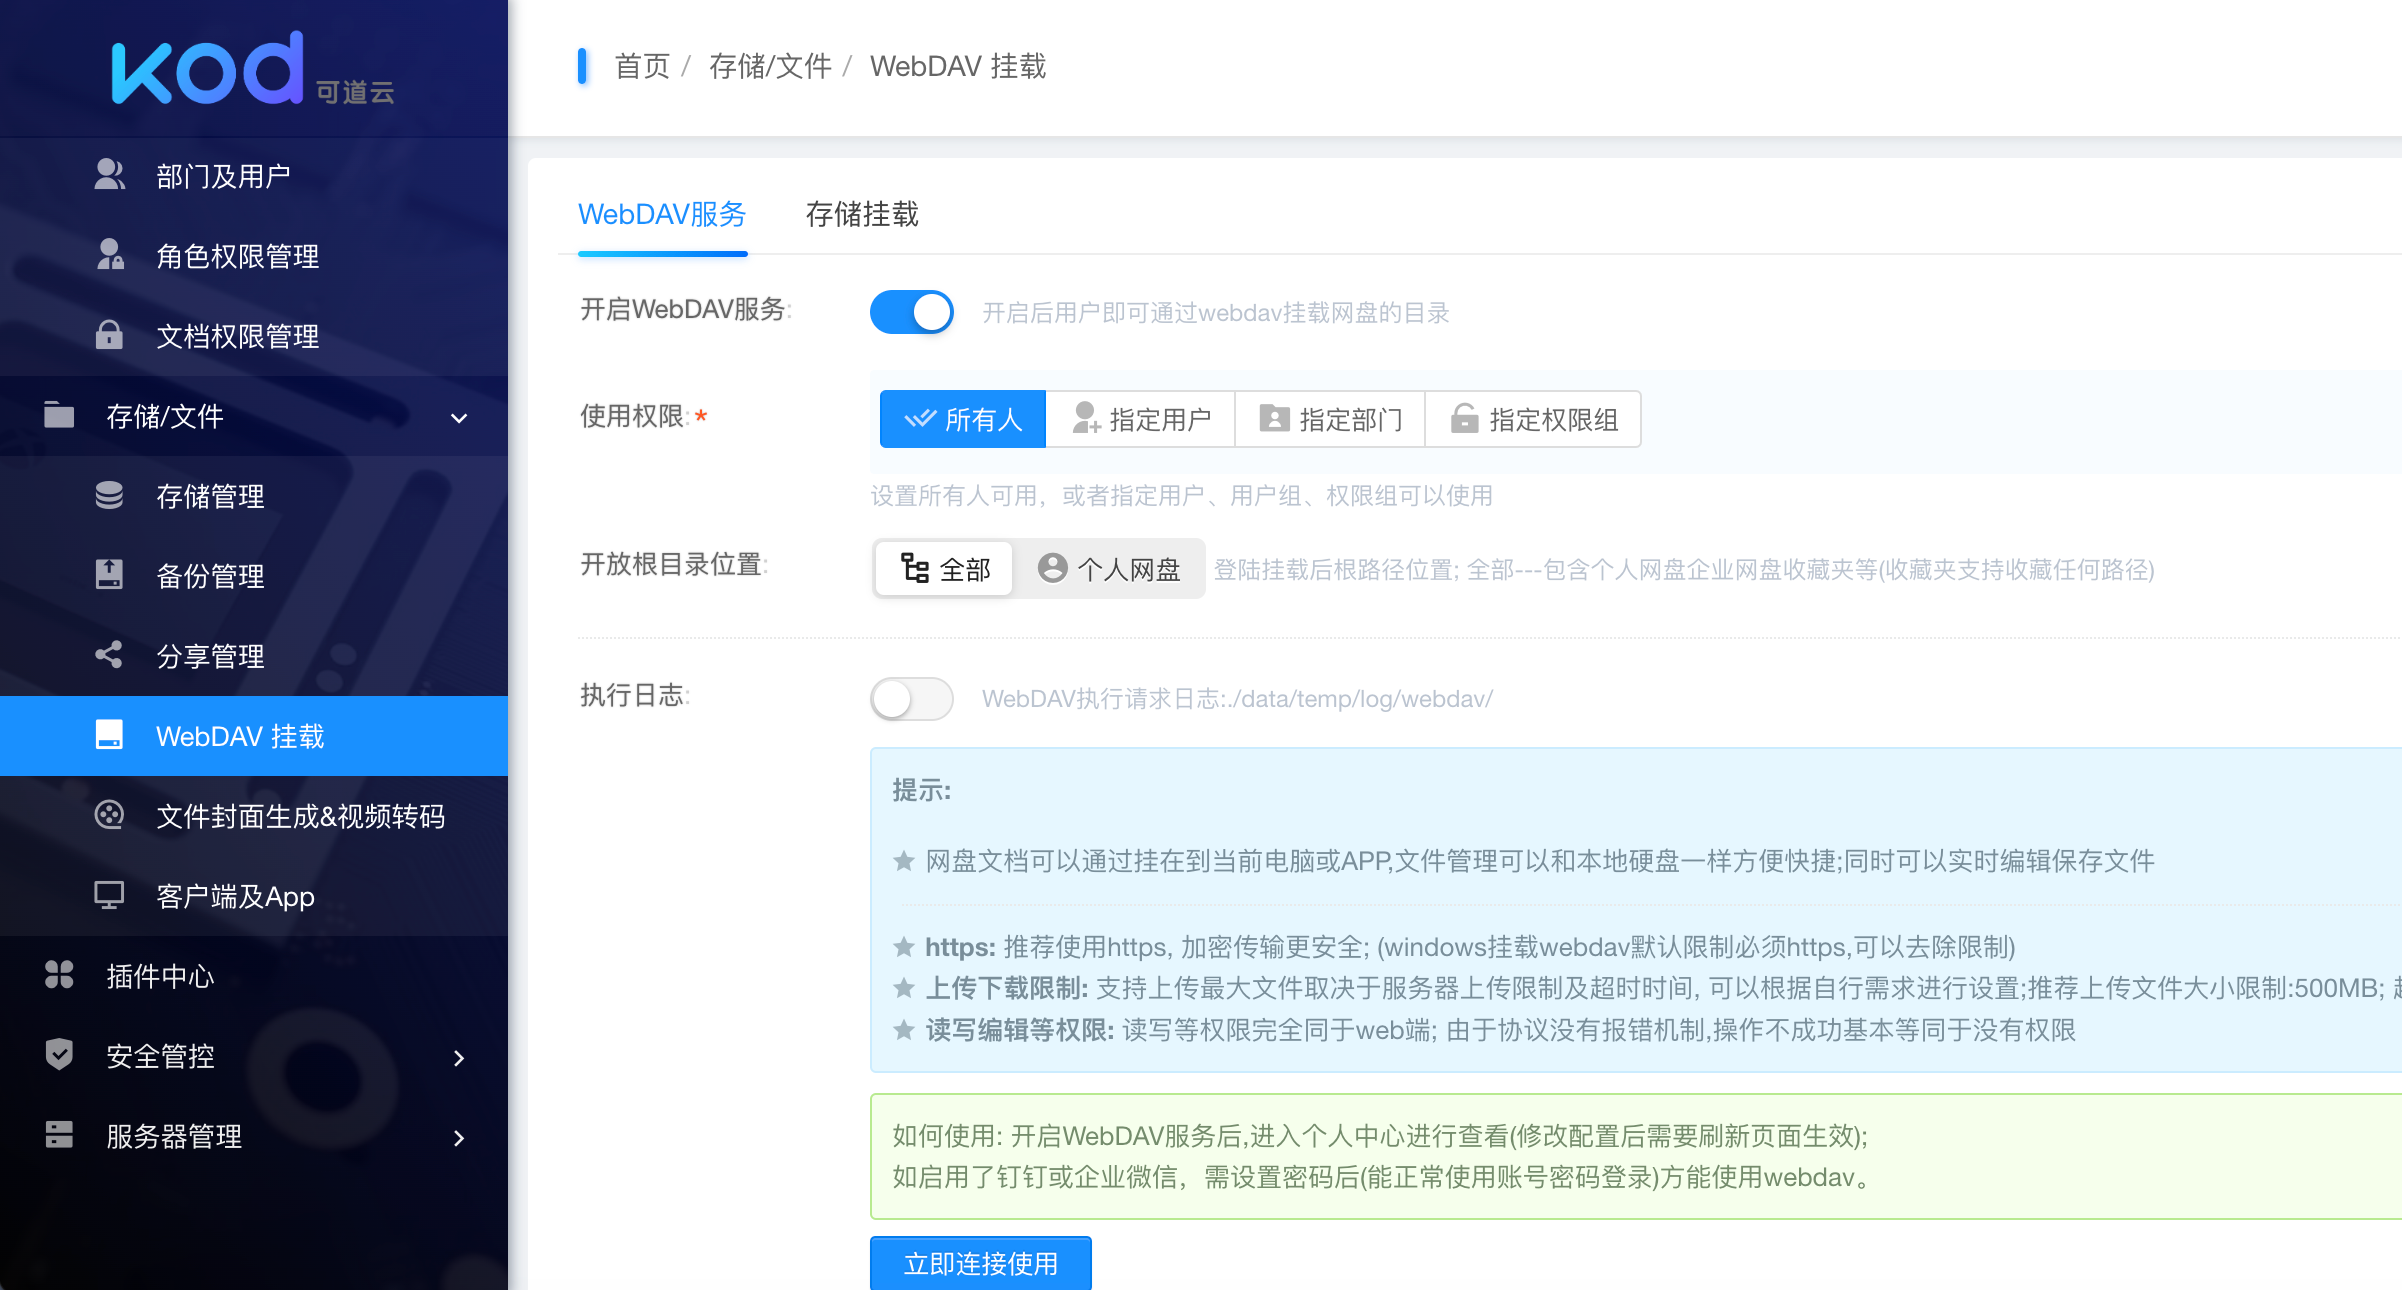 kod 可道云
部门及用户
角色权限管理
文档权限管理
存储/文件
存储管理
备份管理
分享管理
WebDAV 挂载
文件封面生成&视频转码
客户端及App
插件中心
安全管控
服务器管理
首页 / 存储/文件 / WebDAV 挂载
WebDAV服务 存储挂载
开启WebDAV服务: 开启后用户即可通过webdav挂载网盘的目录
使用权限:* 所有人 指定用户 指定部门 指定权限组
设置所有人可用，或者指定用户、用户组、权限组可以使用
开放根目录位置: 全部 个人网盘 登陆挂载后根路径位置; 全部---包含个人网盘企业网盘收藏夹等(收藏夹支持收藏任何路径)
执行日志: WebDAV执行请求日志:./data/temp/log/webdav/
提示:
网盘文档可以通过挂在到当前电脑或APP,文件管理可以和本地硬盘一样方便快捷;同时可以实时编辑保存文件
https: 推荐使用https, 加密传输更安全; (windows挂载webdav默认限制必须https,可以去除限制)
上传下载限制: 支持上传最大文件取决于服务器上传限制及超时时间, 可以根据自行需求进行设置;推荐上传文件大小限制:500MB;
读写编辑等权限: 读写等权限完全同于web端; 由于协议没有报错机制,操作不成功基本等同于没有权限
如何使用: 开启WebDAV服务后,进入个人中心进行查看(修改配置后需要刷新页面生效);
如启用了钉钉或企业微信，需设置密码后(能正常使用账号密码登录)方能使用webdav。
立即连接使用